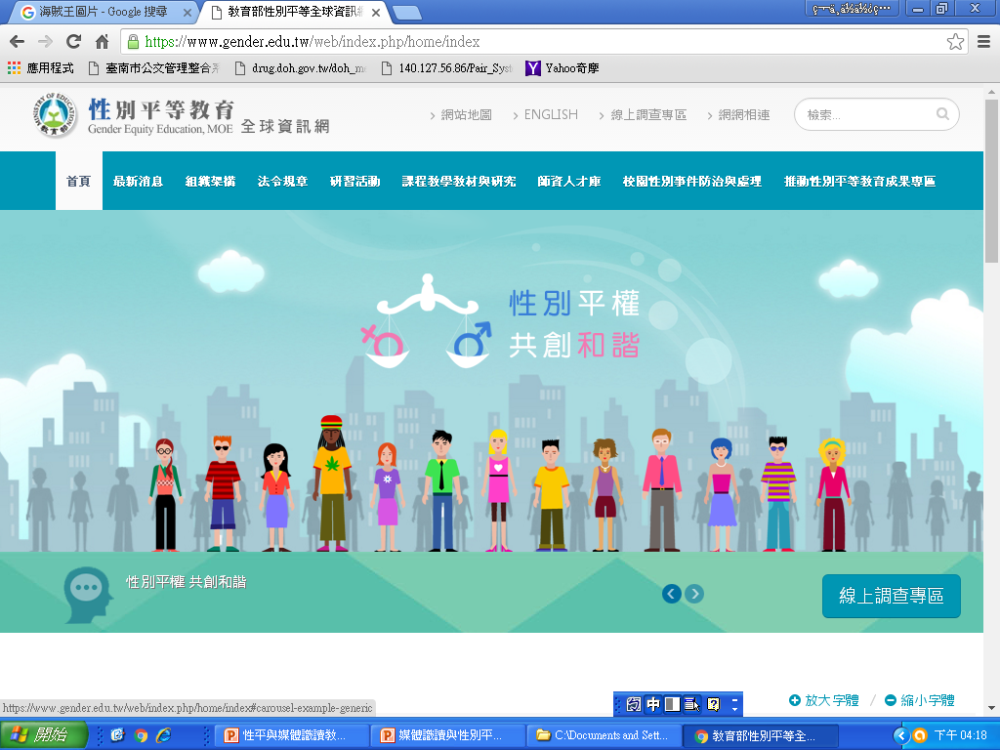 海賊王圖片 - Google 搜尋
教育部性別平等全球資訊網
https://www.gender.edu.tw/web/index.php/home/index
應用程式
臺南市公文管理整合系
drug.doh.gov.tw/doh_m
140.127.56.86/Pair_Syst
Yahoo奇摩
MINISTRY OF EDUCATION
性別平等教育
Gender Equity Education, MOE 全球資訊網
網站地圖
ENGLISH
線上調查專區
網網相連
檢索...
首頁
最新消息
組織架構
法令規章
研習活動
課程教學教材與研究
師資人才庫
校園性別事件防治與處理
推動性別平等教育成果專區
性別平權
共創和諧
性別平權 共創和諧
線上調查專區
放大字體 / 縮小字體
https://www.gender.edu.tw/web/index.php/home/index#carousel-example-generic
中
開始
性平與媒體識讀教...
媒體識讀與性別平...
C:\Documents and Sett...
教育部性別平等全...
下午 04:18